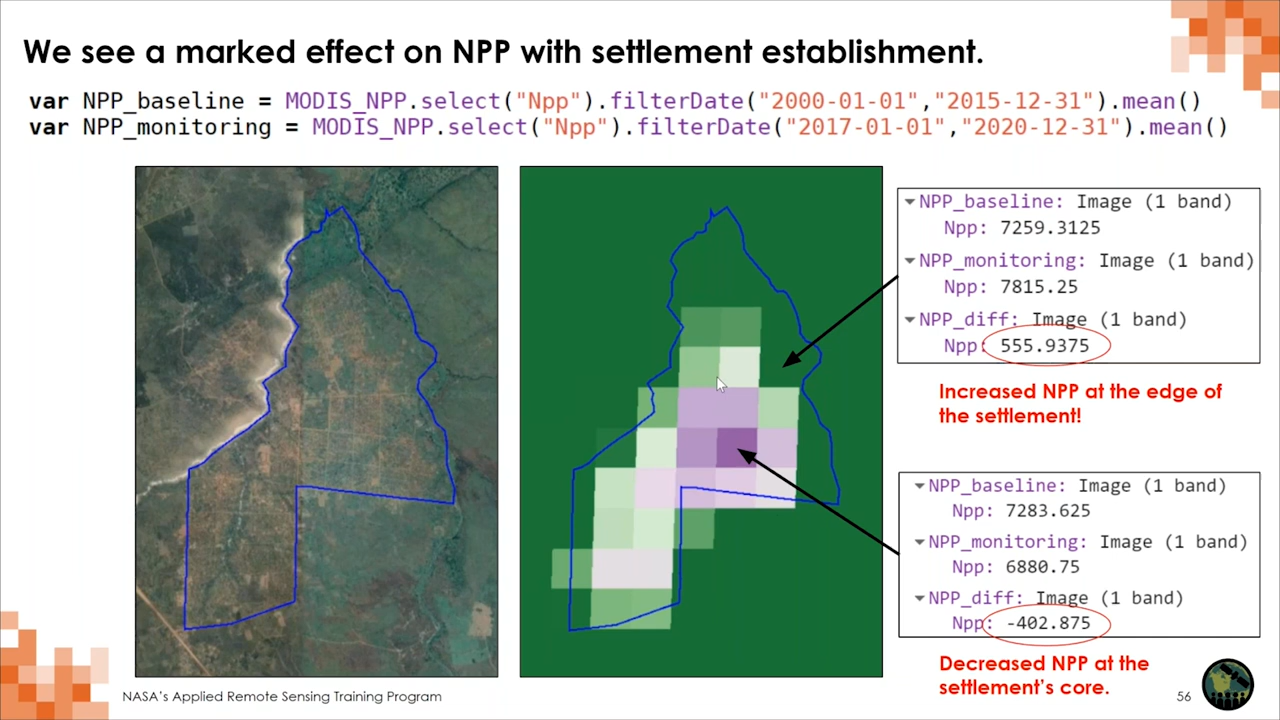 We see a marked effect on NPP with settlement establishment.
var NPP_baseline = MODIS_NPP.select("Npp").filterDate("2000-01-01","2015-12-31").mean()
var NPP_monitoring = MODIS_NPP.select("Npp").filterDate("2017-01-01","2020-12-31").mean()
NPP_baseline: Image (1 band)
Npp: 7259.3125
NPP_monitoring: Image (1 band)
Npp: 7815.25
NPP_diff: Image (1 band)
Npp: 555.9375
Increased NPP at the edge of
the settlement!
NPP_baseline: Image (1 band)
Npp: 7283.625
NPP_monitoring: Image (1 band)
Npp: 6880.75
NPP_diff: Image (1 band)
Npp: -402.875
Decreased NPP at the
settlement's core.
NASA's Applied Remote Sensing Training Program
56